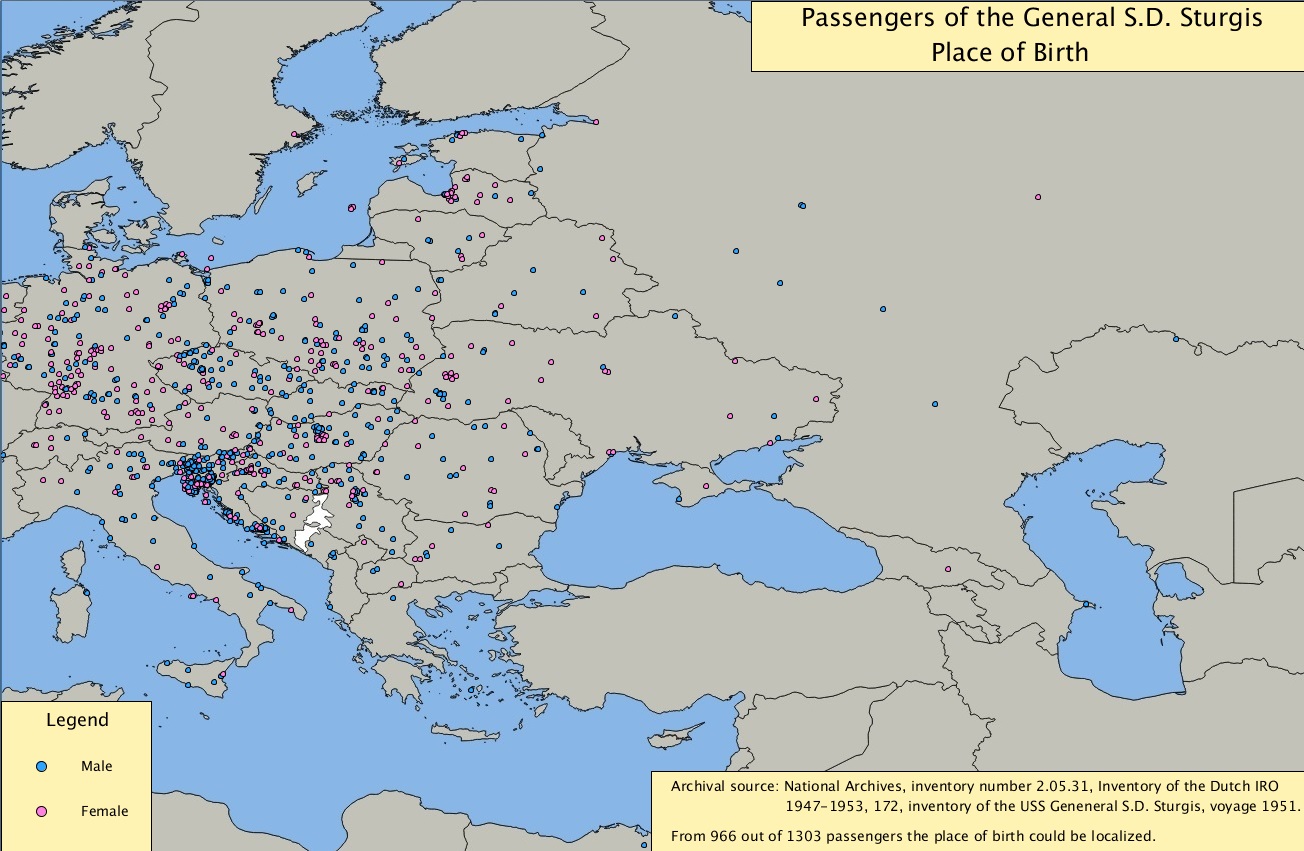 Passengers of the General S.D. Sturgis
Place of Birth
Legend
Male
Female
Archival source: National Archives, inventory number 2.05.31, Inventory of the Dutch IRO
1947-1953, 172, inventory of the USS Geneneral S.D. Sturgis, voyage 1951.
From 966 out of 1303 passengers the place of birth could be localized.